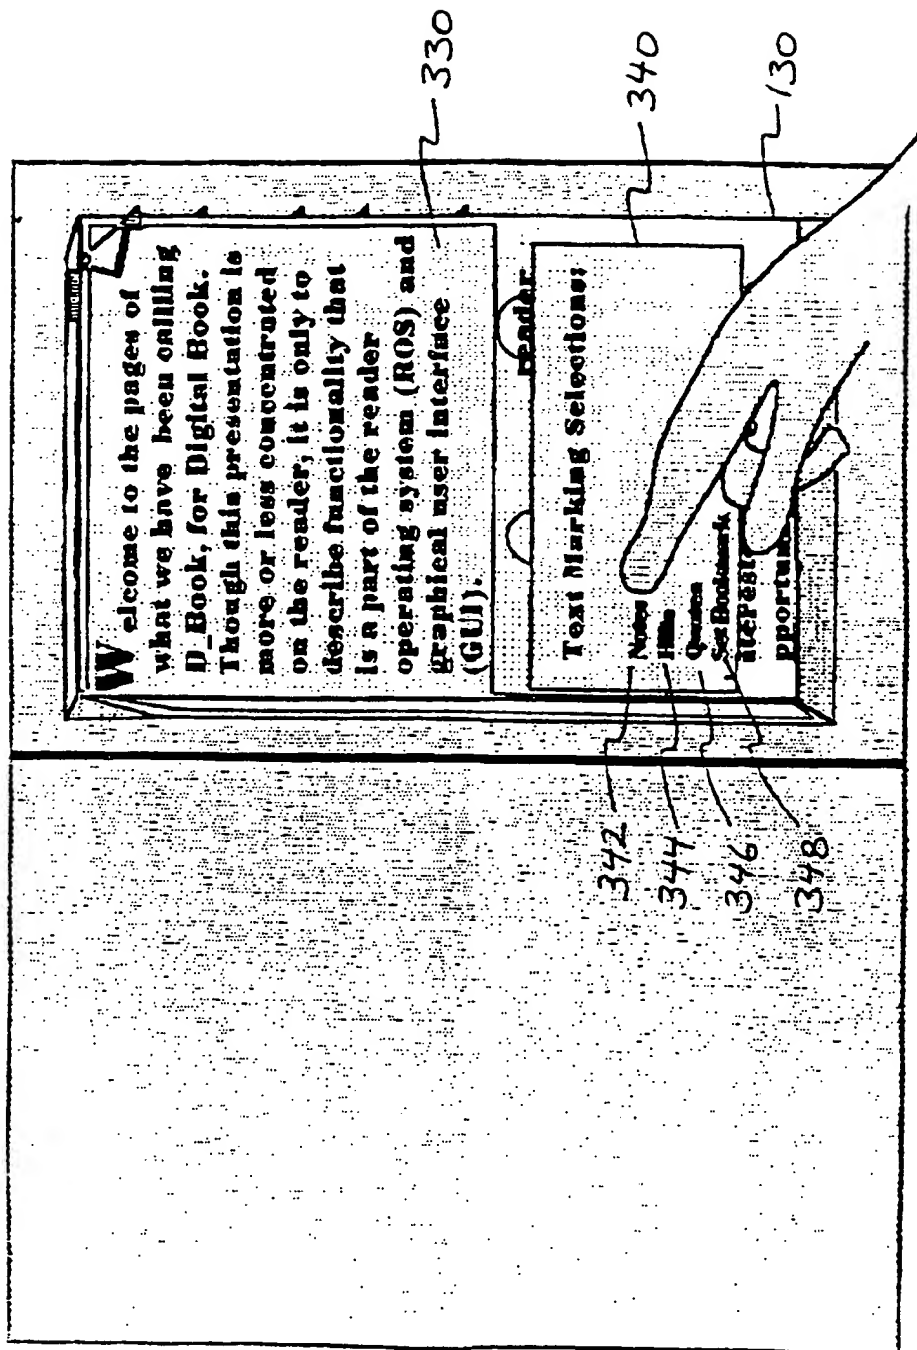 Welcome to the pages of
what we have been calling
D_Book, for Digital Book.
Though this presentation is
more or less concentrated
on the reader, it is only to
describe functionally that
is a part of the reader
operating system (ROS) and
graphical user interface
(GUI).
330
reader
Text Marking Selections:
340
342 Notes
344
346 Quotes
348 Set Bookmark
nterest
pportun
130